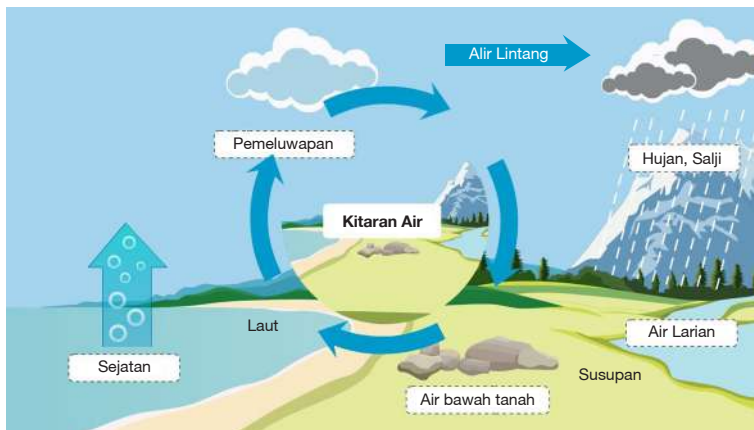 Alir Lintang
Pemeluwapan
Hujan, Salji
Kitaran Air
Laut
Air Larian
Sejatan
Susupan
Air bawah tanah